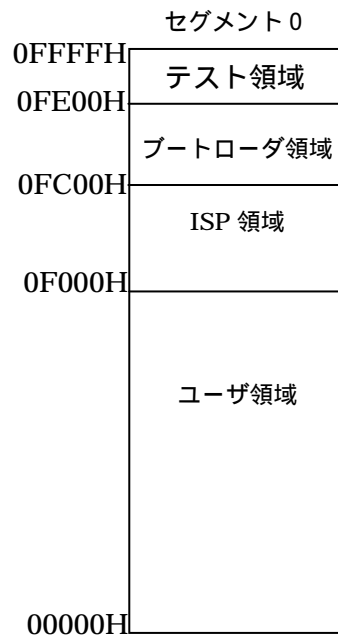 セグメント 0
0FFFFH
テスト領域
0FE00H
ブートローダ領域
0FC00H
ISP 領域
0F000H
ユーザ領域
00000H